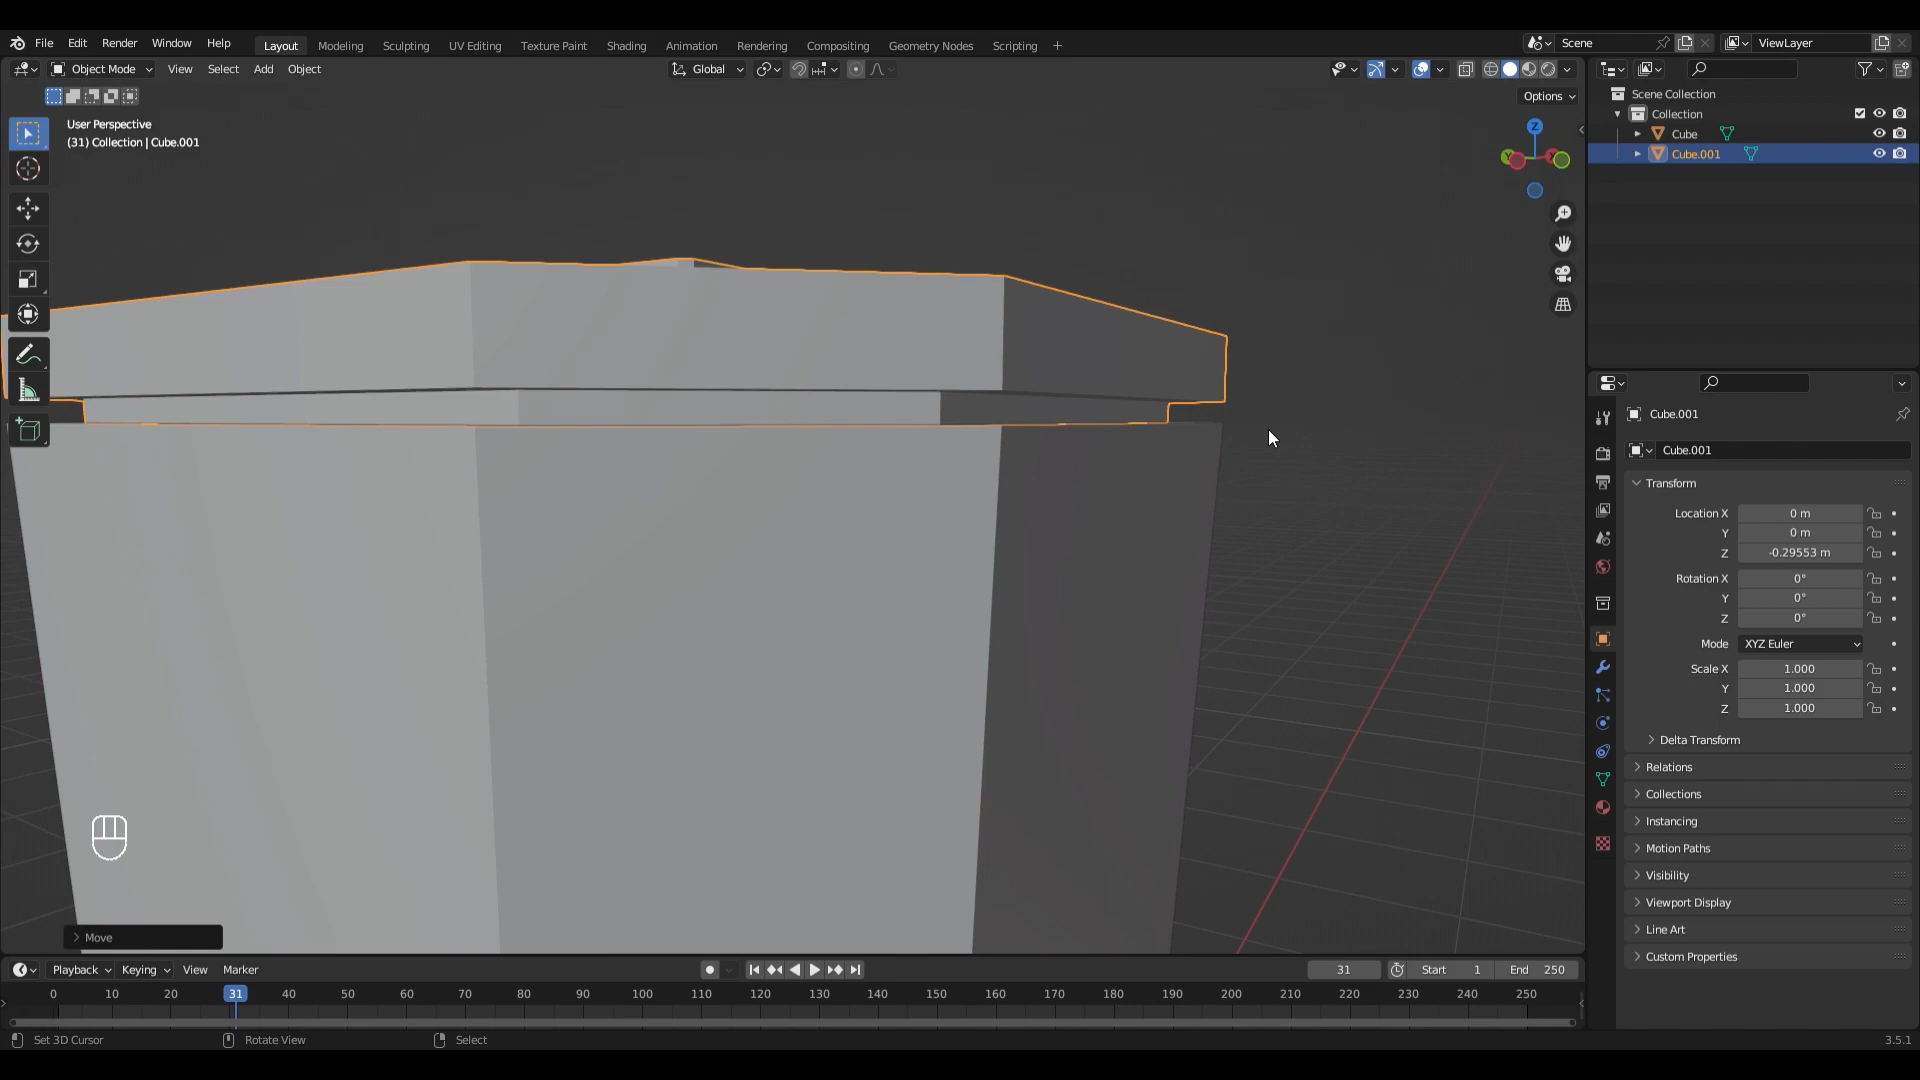 File Edit Render Window Help Layout Modeling Sculpting UV Editing Texture Paint Shading Animation Rendering Compositing Geometry Nodes Scripting + Scene ViewLayer
Object Mode View Select Add Object Global
Options
User Perspective
(31) Collection | Cube.001
Z
Y
X
Move
Scene Collection
Collection
Cube
Cube.001
Cube.001
Cube.001
Transform
Location X 0 m
Y 0 m
Z -0.29553 m
Rotation X 0°
Y 0°
Z 0°
Mode XYZ Euler
Scale X 1.000
Y 1.000
Z 1.000
Delta Transform
Relations
Collections
Instancing
Motion Paths
Visibility
Viewport Display
Line Art
Custom Properties
Playback Keying View Marker 31 Start 1 End 250
0 10 20 31 40 50 60 70 80 90 100 110 120 130 140 150 160 170 180 190 200 210 220 230 240 250
Set 3D Cursor Rotate View Select 3.5.1